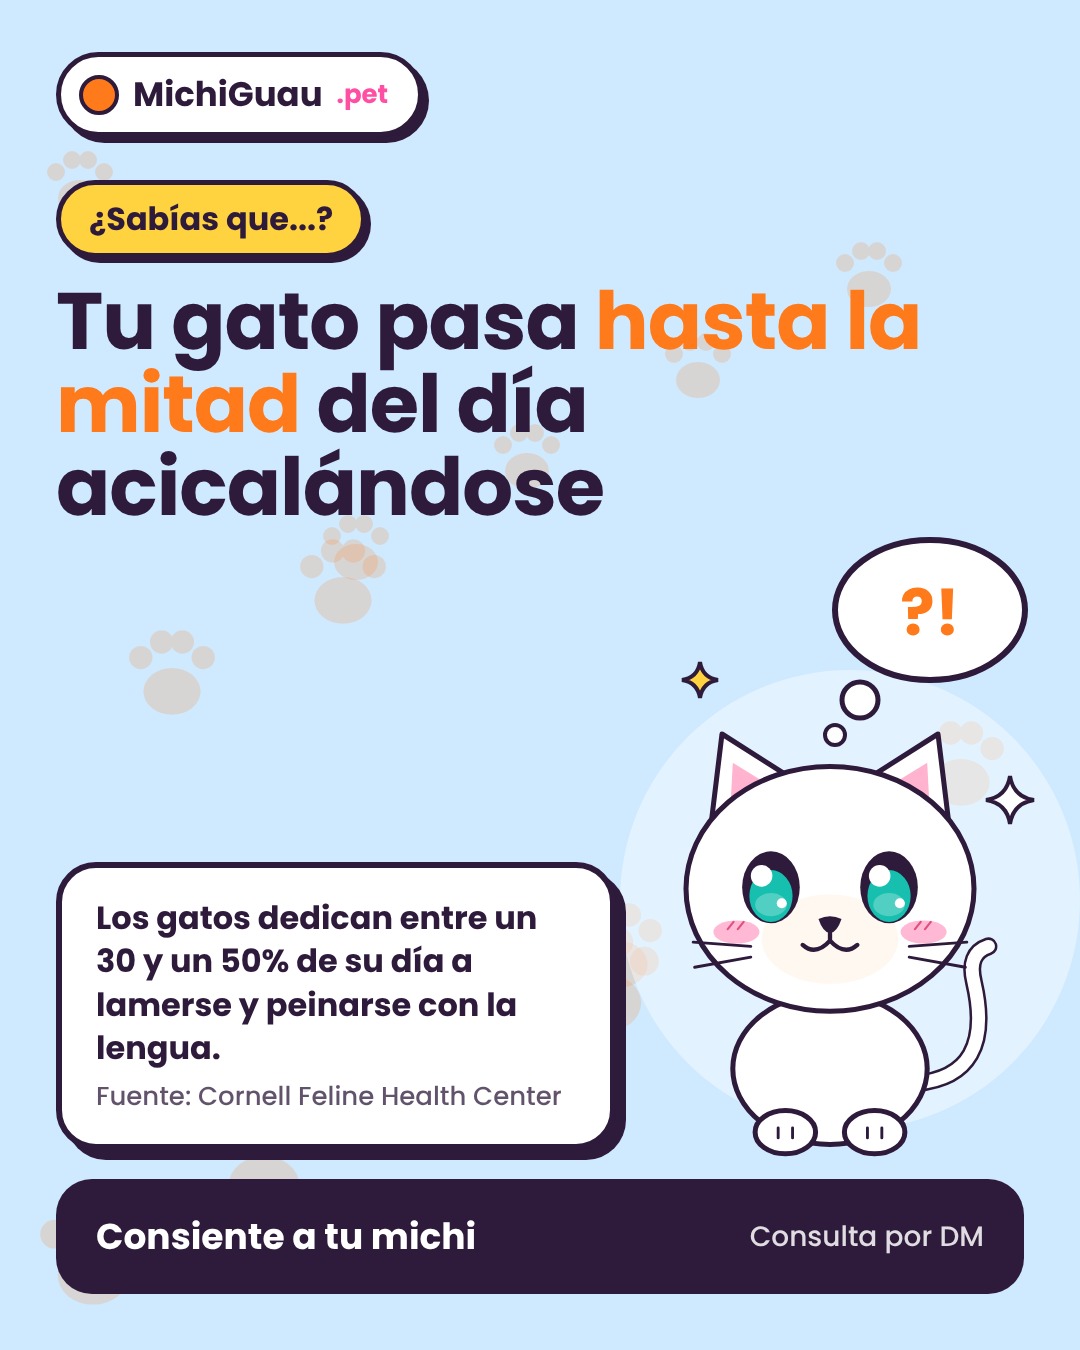 MichiGuau .pet
¿Sabías que...?
Tu gato pasa hasta la
mitad del día
acicalándose
?!
Los gatos dedican entre un
30 y un 50% de su día a
lamerse y peinarse con la
lengua.
Fuente: Cornell Feline Health Center
Consiente a tu michi
Consulta por DM